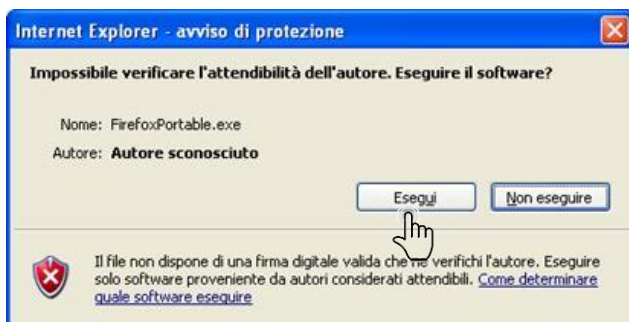 Internet Explorer - avviso di protezione
Impossibile verificare l'attendibilità dell'autore. Eseguire il software?
Nome: FirefoxPortable.exe
Autore: Autore sconosciuto
Esegui Non eseguire
Il file non dispone di una firma digitale valida che ne verifichi l'autore. Eseguire
solo software proveniente da autori considerati attendibili. Come determinare
quale software eseguire